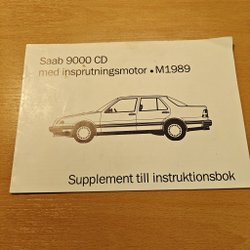 Saab 9000 CD
med insprutningsmotor • M1989
Supplement till instruktionsbok